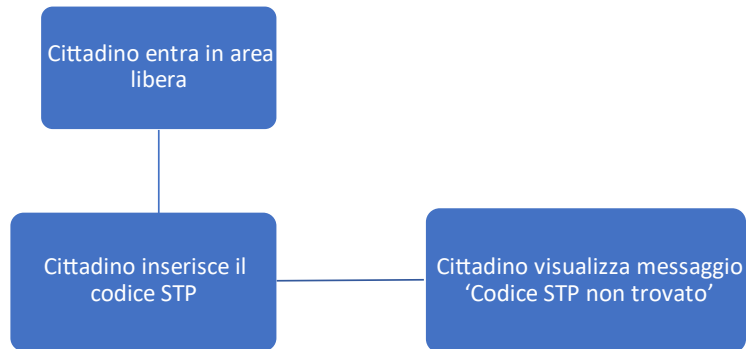 Cittadino entra in area
libera
Cittadino inserisce il
codice STP
Cittadino visualizza messaggio
‘Codice STP non trovato’